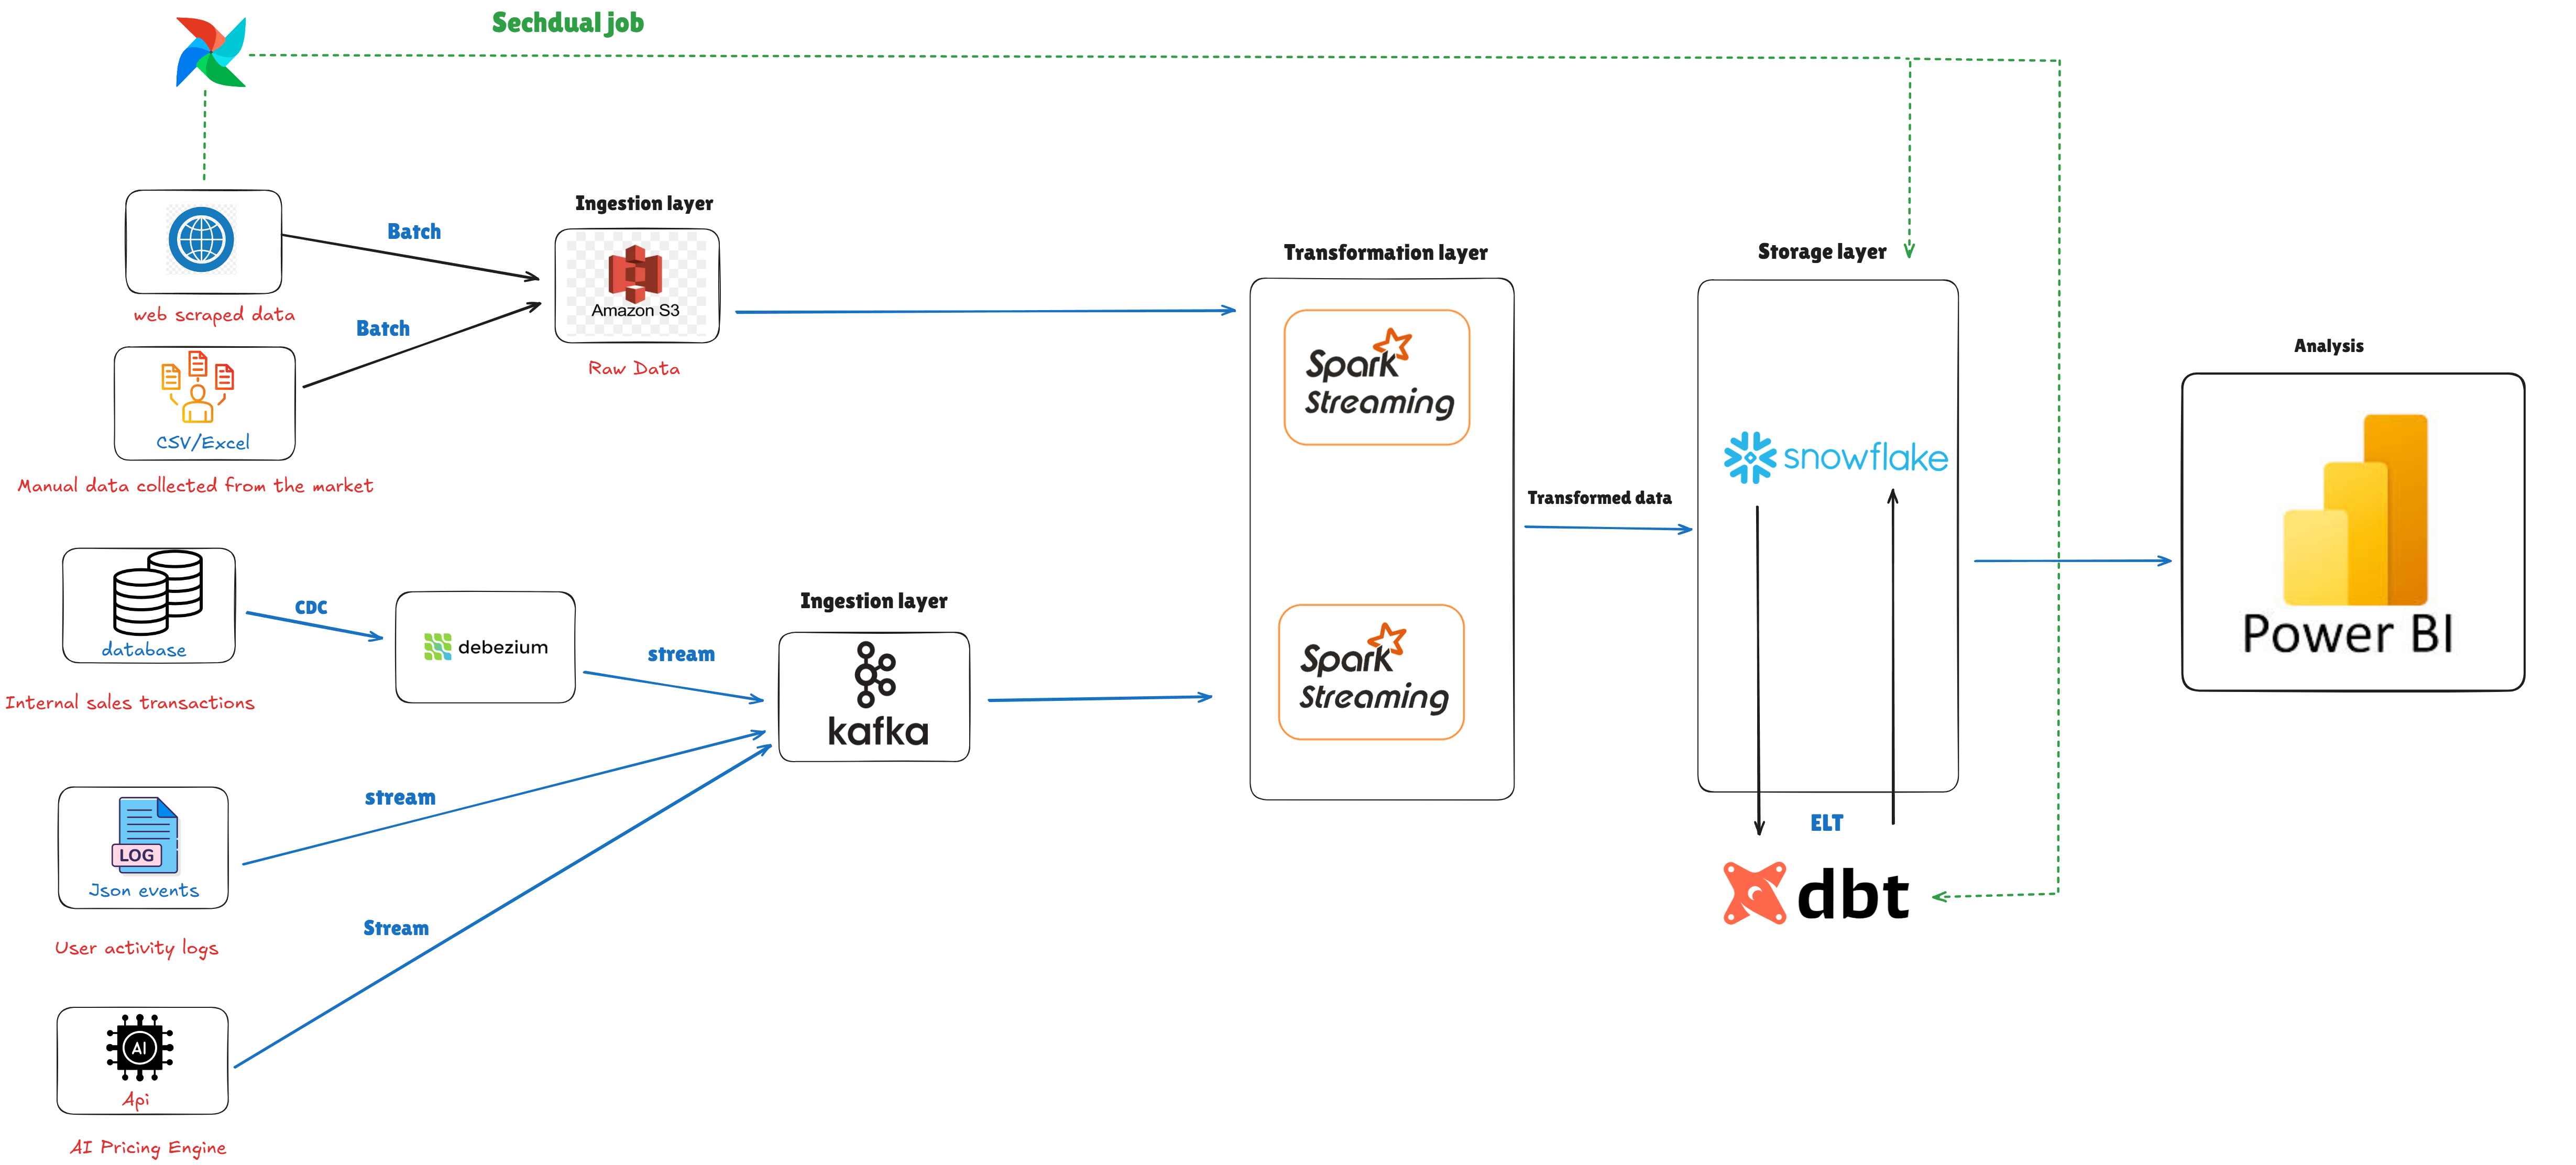 Sechdual job
Batch
web scraped data
Ingestion layer
Amazon S3
Raw Data
Batch
CSV/Excel
Manual data collected from the market
database
Internal sales transactions
CDC
debezium
stream
Ingestion layer
kafka
LOG
Json events
User activity logs
stream
AI
Api
AI Pricing Engine
Stream
Transformation layer
Spark
Streaming
Spark
Streaming
Transformed data
Storage layer
snowflake
ELT
dbt
Analysis
Power BI